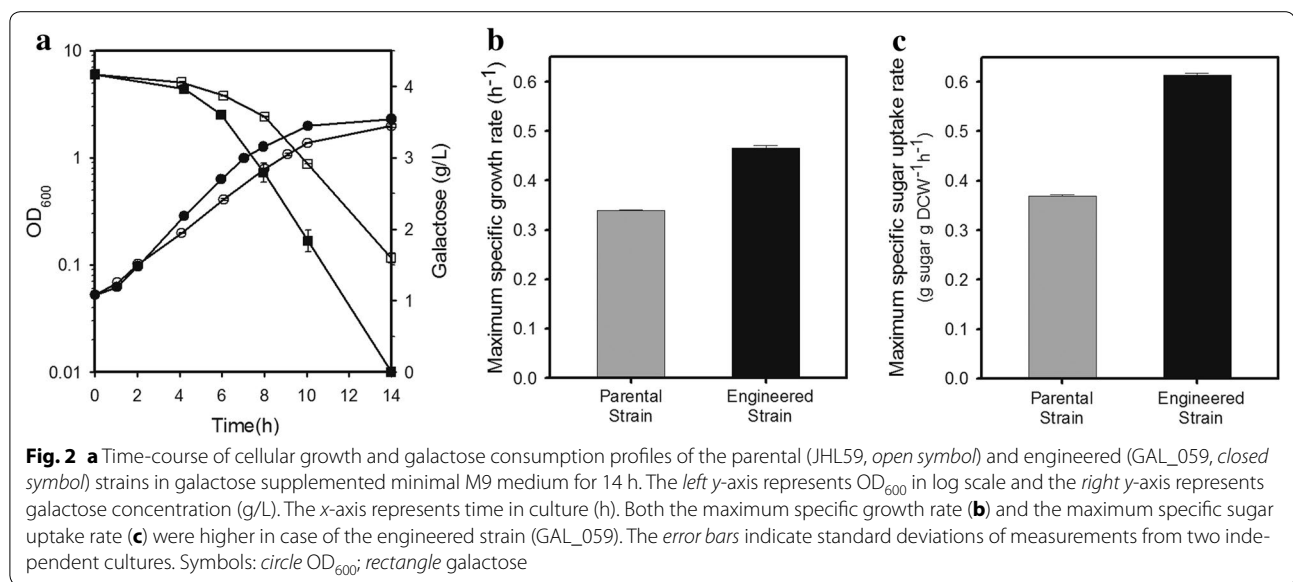 a
10
1
0.1
0.01
OD600
4
3
2
1
0
Galactose (g/L)
0 2 4 6 8 10 12 14
Time(h)
b
Maximum specific growth rate (h−1)
0.6
0.5
0.4
0.3
0.2
0.1
0.0
Parental Strain
Engineered Strain
c
Maximum specific sugar uptake rate
(g sugar g DCW−1h−1)
0.6
0.5
0.4
0.3
0.2
0.1
0.0
Parental Strain
Engineered Strain
Fig. 2 a Time-course of cellular growth and galactose consumption profiles of the parental (JHL59, open symbol) and engineered (GAL_059, closed
symbol) strains in galactose supplemented minimal M9 medium for 14 h. The left y-axis represents OD600 in log scale and the right y-axis represents
galactose concentration (g/L). The x-axis represents time in culture (h). Both the maximum specific growth rate (b) and the maximum specific sugar
uptake rate (c) were higher in case of the engineered strain (GAL_059). The error bars indicate standard deviations of measurements from two inde-
pendent cultures. Symbols: circle OD600; rectangle galactose